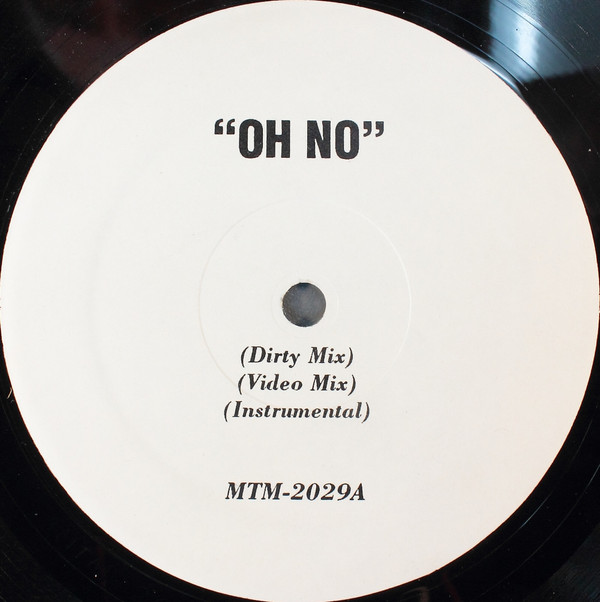 “OH NO”
(Dirty Mix)
(Video Mix)
(Instrumental)
MTM-2029A